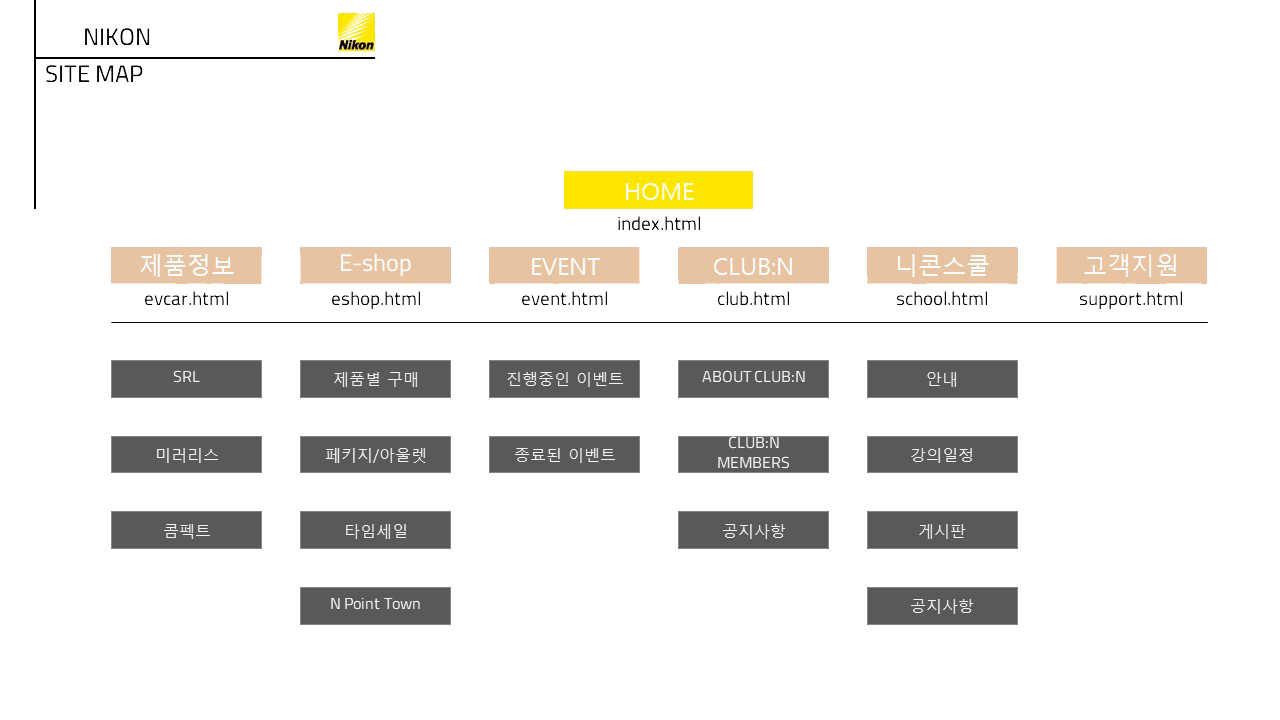 NIKON
Nikon
SITE MAP
HOME
index.html
제품정보 E-shop EVENT CLUB:N 니콘스쿨 고객지원
evcar.html eshop.html event.html club.html school.html support.html
SRL 제품별 구매 진행중인 이벤트 ABOUT CLUB:N 안내
미러리스 페키지/아울렛 종료된 이벤트 CLUB:N MEMBERS 강의일정
콤펙트 타임세일 공지사항 게시판
N Point Town 공지사항